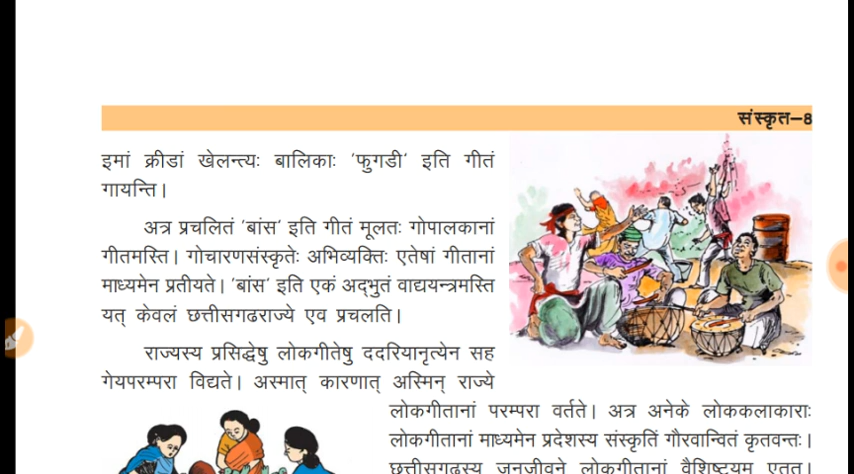 संस्कृत–8
इमां क्रीडां खेलन्त्यः बालिकाः 'फुगडी' इति गीतं
गायन्ति।
अत्र प्रचलितं 'बांस' इति गीतं मूलतः गोपालकानां
गीतमस्ति। गोचारणसंस्कृतेः अभिव्यक्तिः एतेषां गीतानां
माध्यमेन प्रतीयते। 'बांस' इति एकं अद्भुतं वाद्ययन्त्रमस्ति
यत् केवलं छत्तीसगढराज्ये एव प्रचलति।
राज्यस्य प्रसिद्धेषु लोकगीतेषु ददरियानृत्येन सह
गेयपरम्परा विद्यते। अस्मात् कारणात् अस्मिन् राज्ये
लोकगीतानां परम्परा वर्तते। अत्र अनेके लोककलाकाराः
लोकगीतानां माध्यमेन प्रदेशस्य संस्कृतिं गौरवान्वितं कृतवन्तः।
छत्तीसगढस्य जनजीवने लोकगीतानां वैशिष्ट्यम् एतत्।